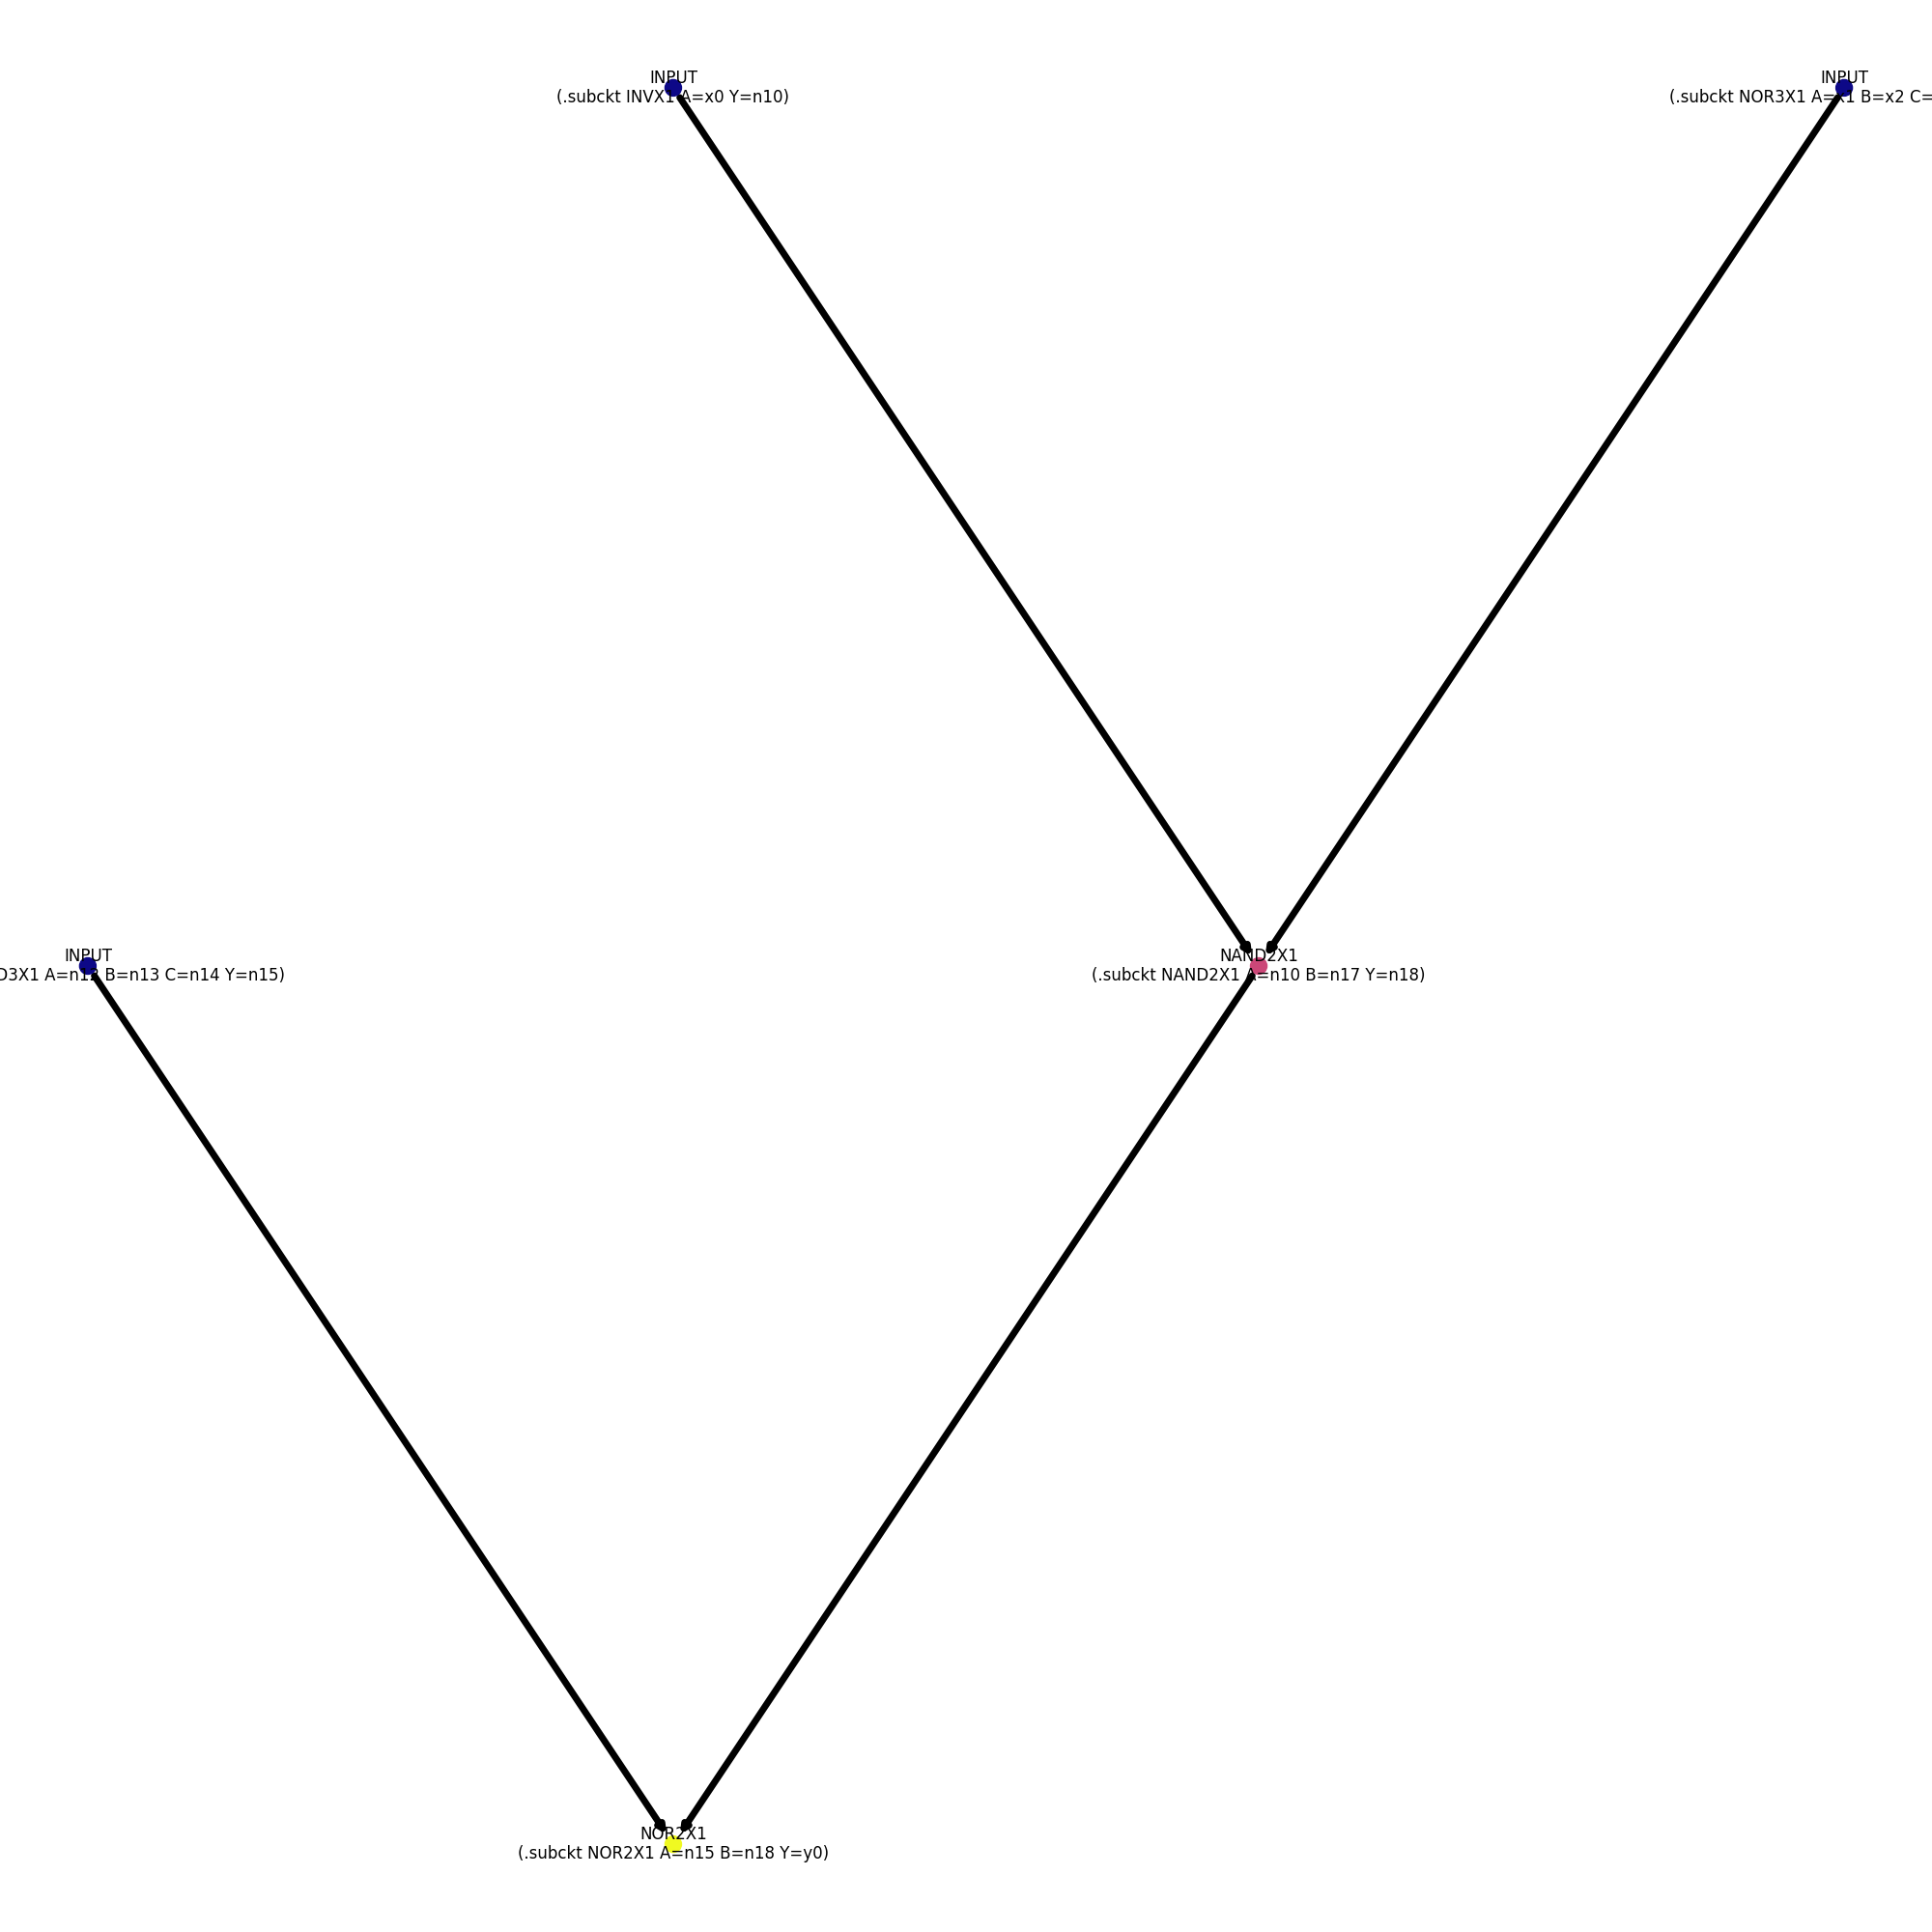 INPUT
(.subckt INVX1 A=x0 Y=n10)
INPUT
(.subckt NOR3X1 A=x1 B=x2 C=
INPUT
D3X1 A=n12 B=n13 C=n14 Y=n15)
NAND2X1
(.subckt NAND2X1 A=n10 B=n17 Y=n18)
NOR2X1
(.subckt NOR2X1 A=n15 B=n18 Y=y0)